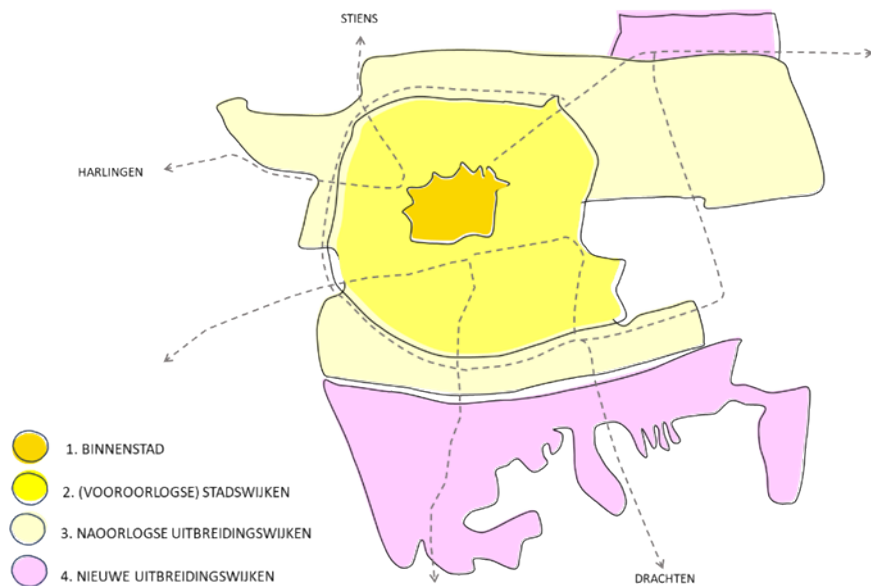 STIENS
HARLINGEN
1. BINNENSTAD
2. (VOOROORLOGSE) STADSWIJKEN
3. NAOORLOGSE UITBREIDINGSWIJKEN
4. NIEUWE UITBREIDINGSWIJKEN
DRACHTEN